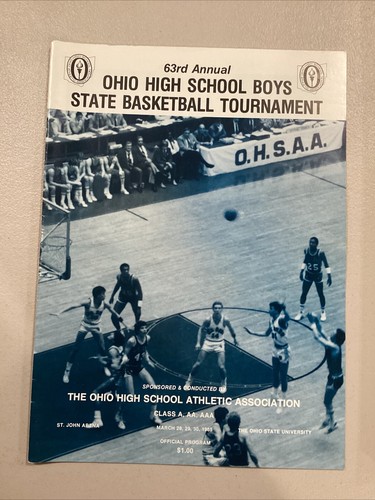 63rd Annual
OHIO HIGH SCHOOL BOYS
STATE BASKETBALL TOURNAMENT
O.H.S.A.A.
25
SPONSORED & CONDUCTED BY
THE OHIO HIGH SCHOOL ATHLETIC ASSOCIATION
CLASS A, AA, AAA
ST. JOHN ARENA
MARCH
THE OHIO STATE UNIVERSITY
OFFICIAL PROGRAM
$1.00